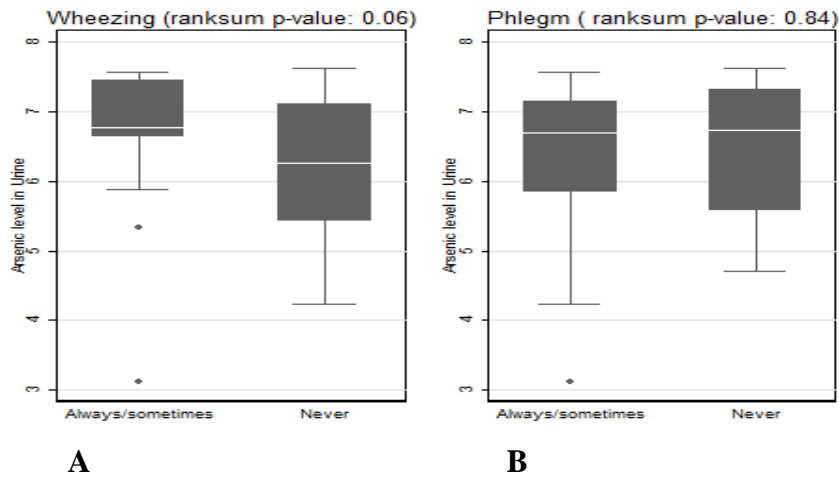 Wheezing (ranksum p-value: 0.06)
Arsenic level in Urine
8
7
6
5
4
3
Always/sometimes
Never
A
Phlegm ( ranksum p-value: 0.84)
Arsenic level in Urine
8
7
6
5
4
3
Always/sometimes
Never
B